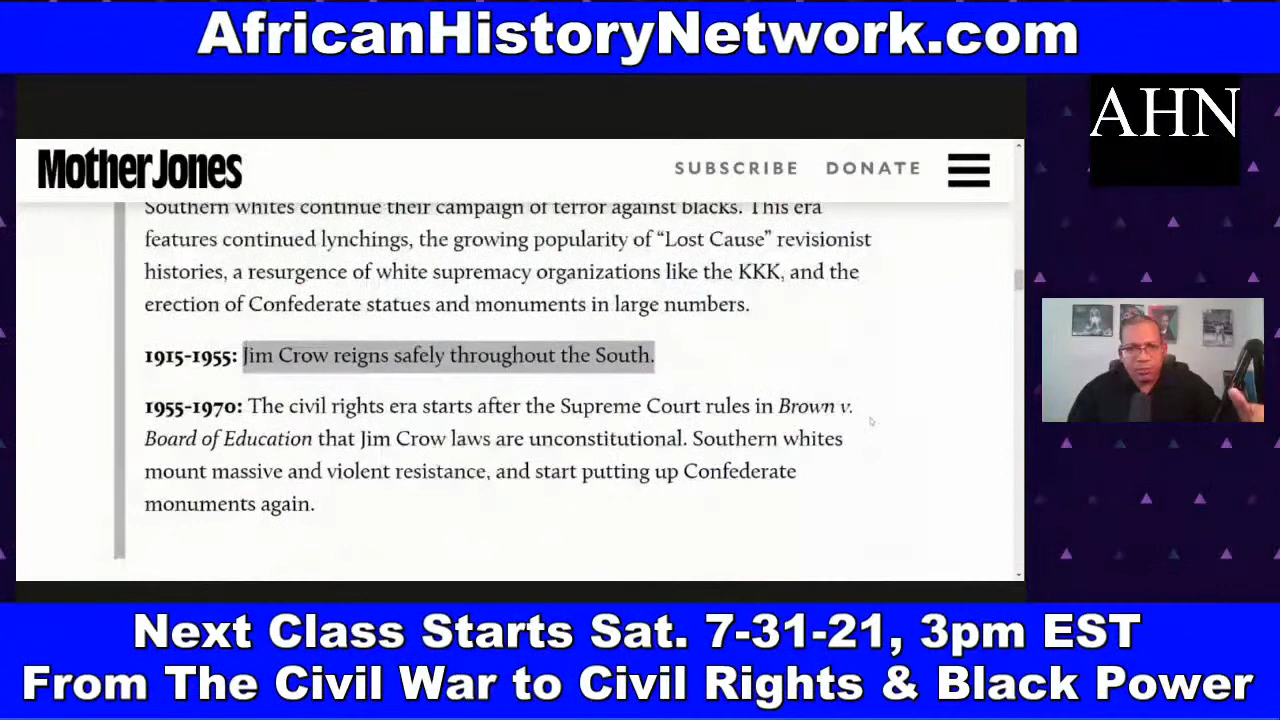 AfricanHistoryNetwork.com
AHN
Mother Jones
SUBSCRIBE DONATE
Southern whites continue their campaign of terror against blacks. This era
features continued lynchings, the growing popularity of “Lost Cause” revisionist
histories, a resurgence of white supremacy organizations like the KKK, and the
erection of Confederate statues and monuments in large numbers.
1915-1955: Jim Crow reigns safely throughout the South.
1955-1970: The civil rights era starts after the Supreme Court rules in Brown v.
Board of Education that Jim Crow laws are unconstitutional. Southern whites
mount massive and violent resistance, and start putting up Confederate
monuments again.
Next Class Starts Sat. 7-31-21, 3pm EST
From The Civil War to Civil Rights & Black Power